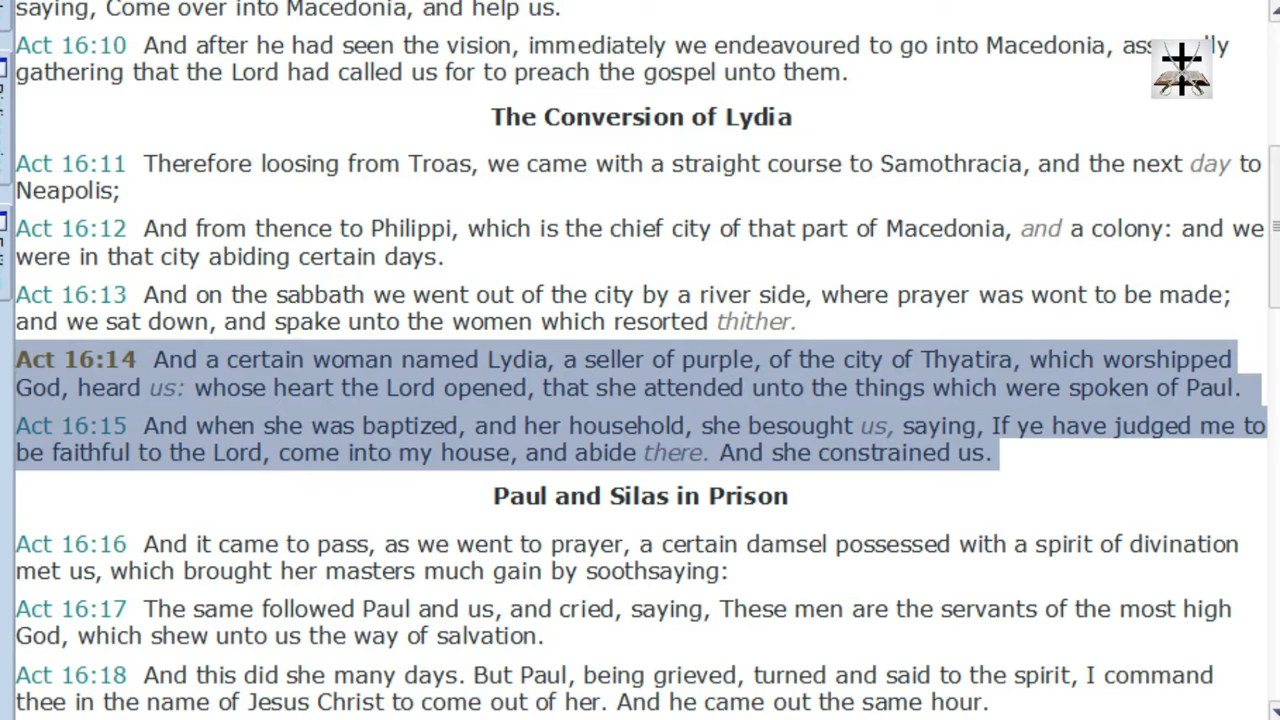 saying, Come over into Macedonia, and help us.
Act 16:10 And after he had seen the vision, immediately we endeavoured to go into Macedonia,
gathering that the Lord had called us for to preach the gospel unto them.
The Conversion of Lydia
Act 16:11 Therefore loosing from Troas, we came with a straight course to Samothracia, and the next day to
Neapolis;
Act 16:12 And from thence to Philippi, which is the chief city of that part of Macedonia, and a colony: and we
were in that city abiding certain days.
Act 16:13 And on the sabbath we went out of the city by a river side, where prayer was wont to be made;
and we sat down, and spake unto the women which resorted thither.
Act 16:14 And a certain woman named Lydia, a seller of purple, of the city of Thyatira, which worshipped
God, heard us: whose heart the Lord opened, that she attended unto the things which were spoken of Paul.
Act 16:15 And when she was baptized, and her household, she besought us, saying, If ye have judged me to
be faithful to the Lord, come into my house, and abide there. And she constrained us.
Paul and Silas in Prison
Act 16:16 And it came to pass, as we went to prayer, a certain damsel possessed with a spirit of divination
met us, which brought her masters much gain by soothsaying:
Act 16:17 The same followed Paul and us, and cried, saying, These men are the servants of the most high
God, which shew unto us the way of salvation.
Act 16:18 And this did she many days. But Paul, being grieved, turned and said to the spirit, I command
thee in the name of Jesus Christ to come out of her. And he came out the same hour.